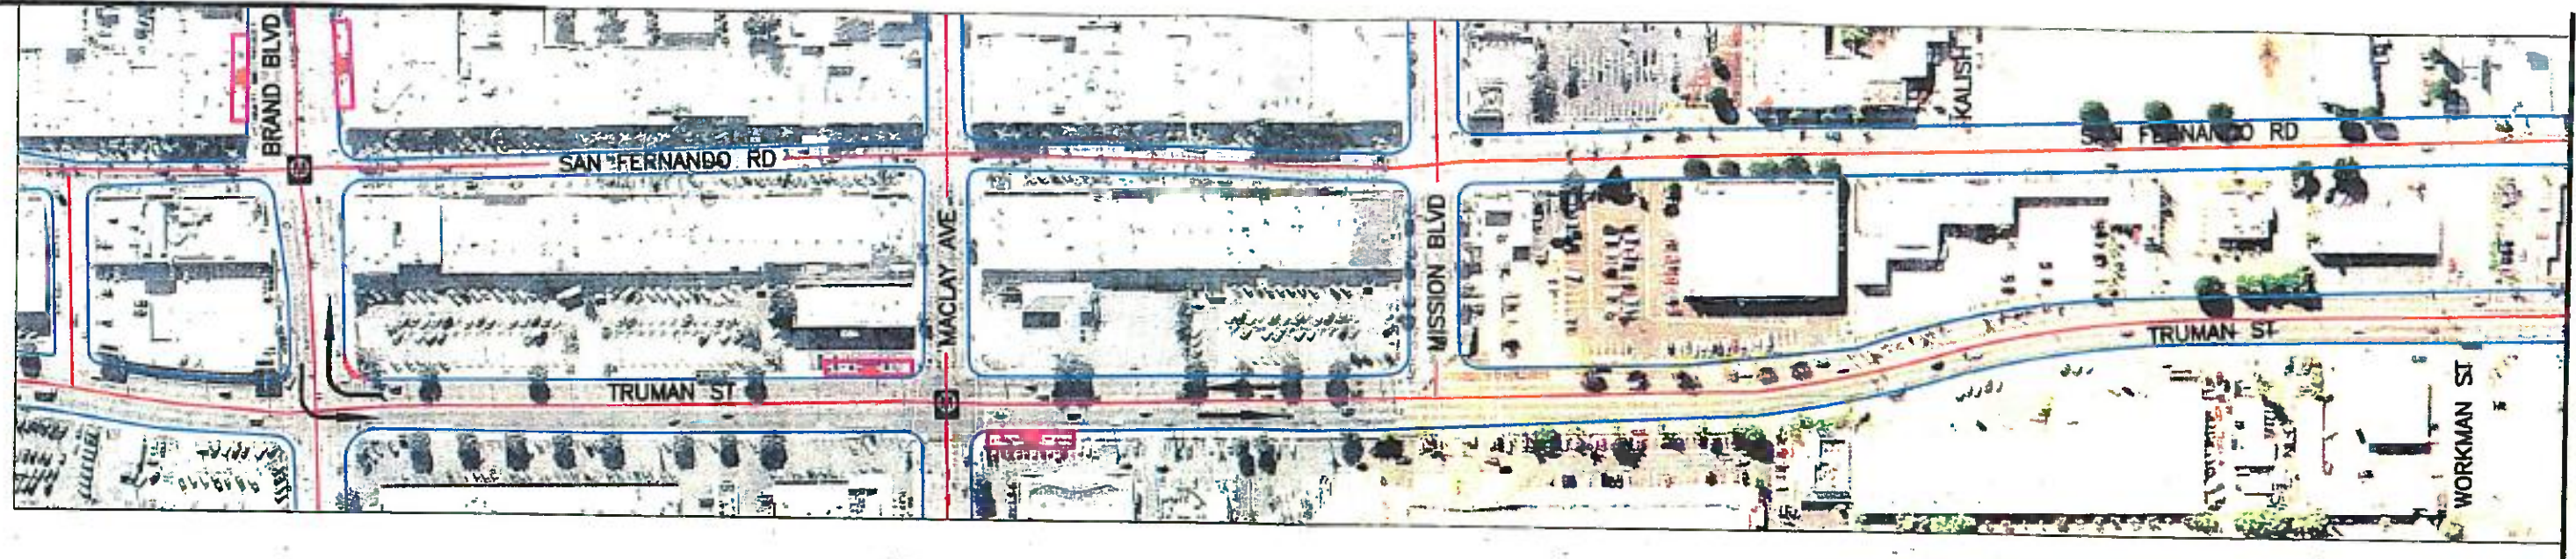 BRAND BLVD
SAN FERNANDO RD
MACLAY AVE
MISSION BLVD
KALISH
SAN FERNANDO RD
TRUMAN ST
TRUMAN ST
WORKMAN ST